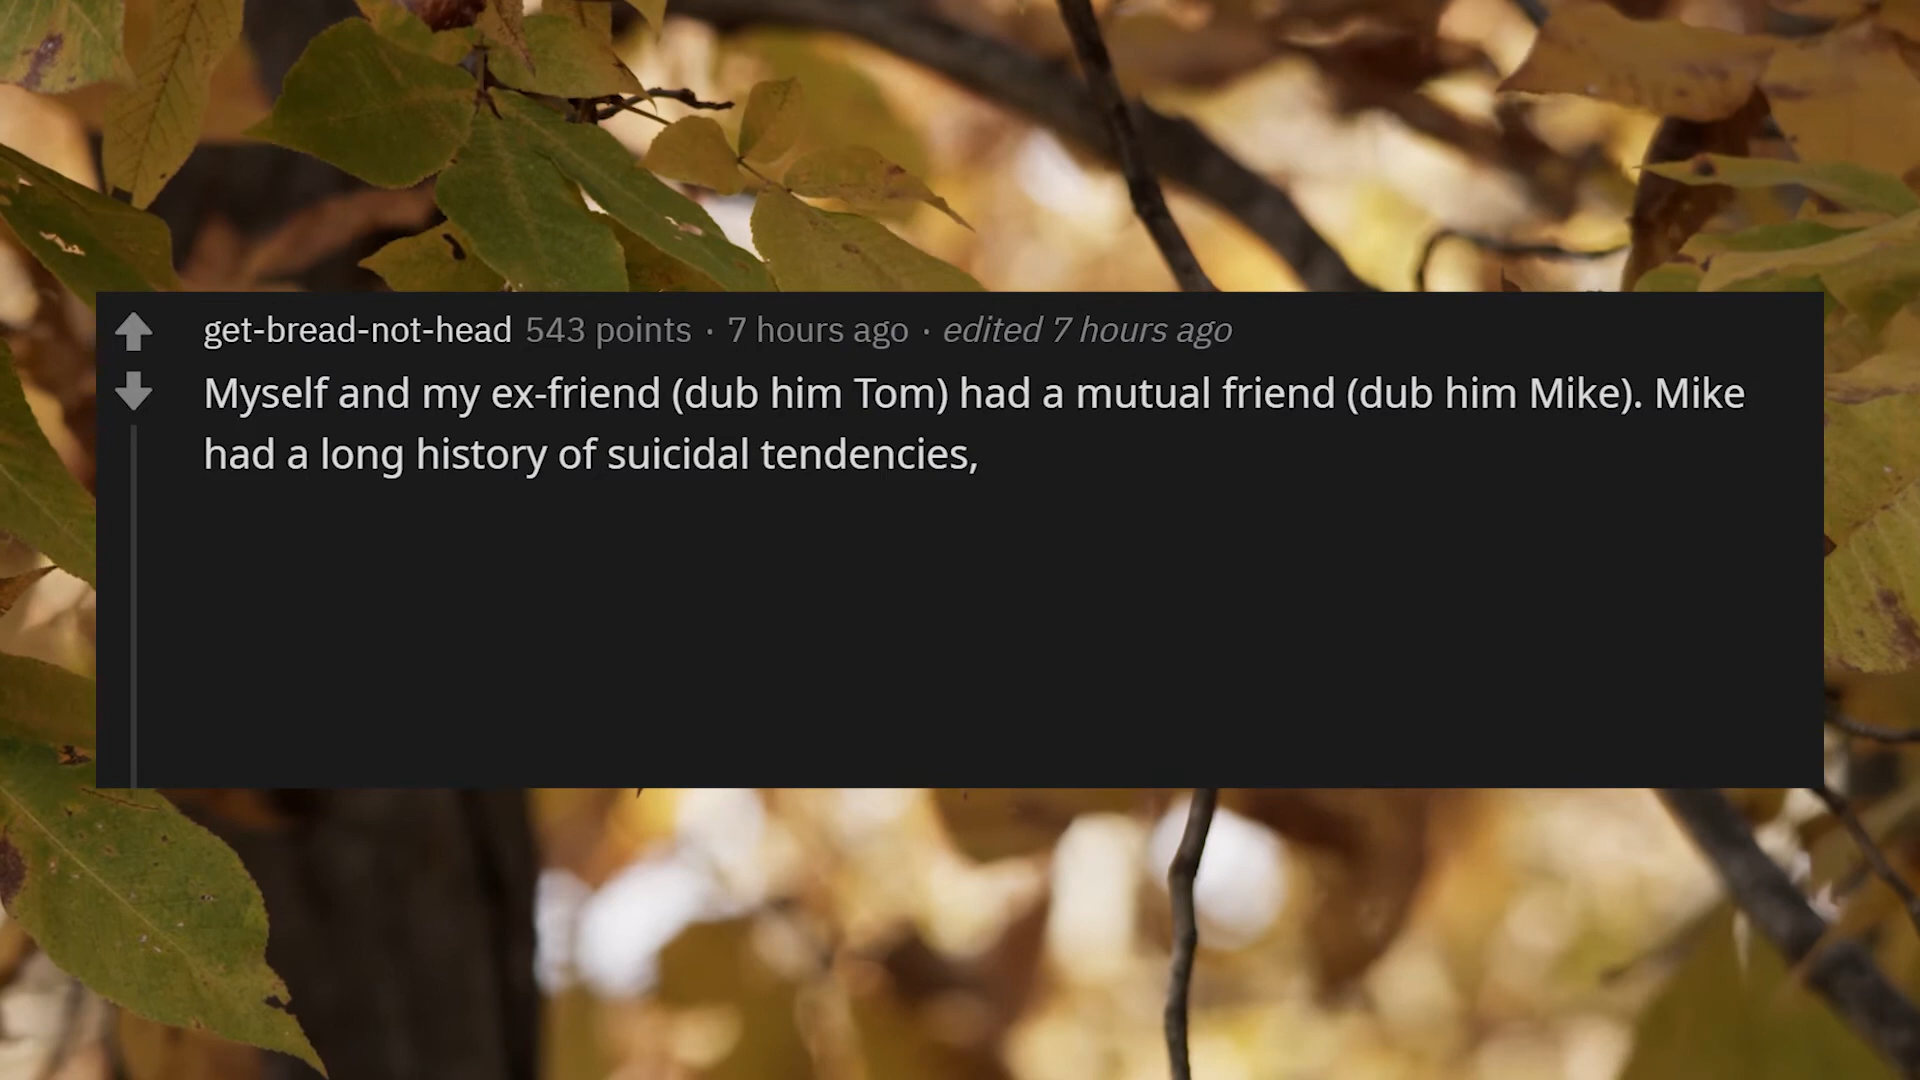 get-bread-not-head 543 points · 7 hours ago · edited 7 hours ago
Myself and my ex-friend (dub him Tom) had a mutual friend (dub him Mike). Mike
had a long history of suicidal tendencies,